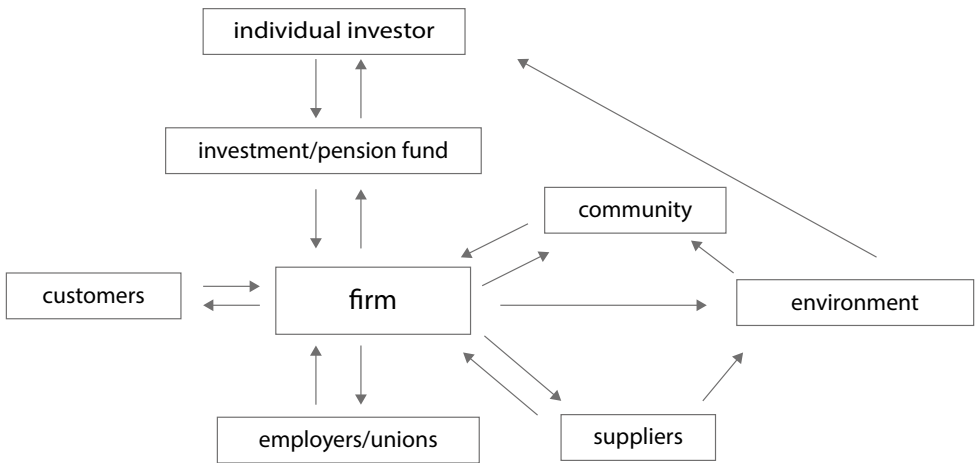 individual investor
investment/pension fund
community
customers
firm
environment
employers/unions
suppliers